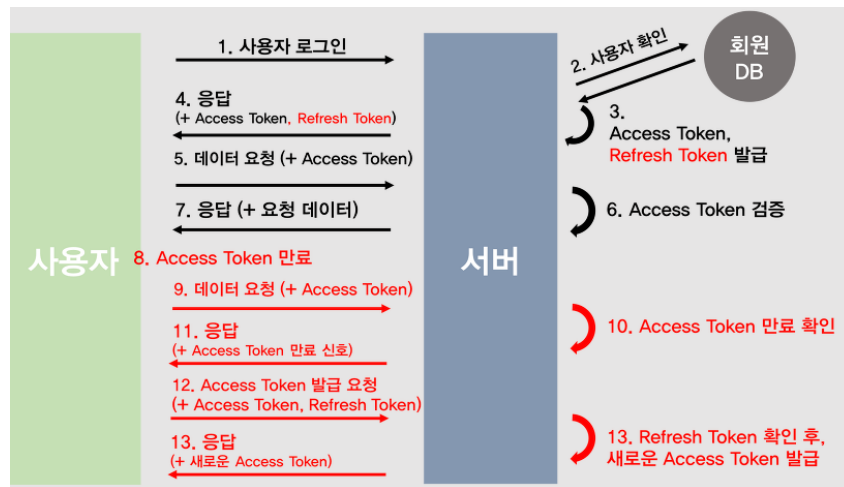 1. 사용자 로그인
2. 사용자 확인
회원
DB
4. 응답
(+ Access Token, Refresh Token)
3.
Access Token,
Refresh Token 발급
5. 데이터 요청 (+ Access Token)
7. 응답 (+ 요청 데이터)
6. Access Token 검증
사용자
8. Access Token 만료
서버
9. 데이터 요청 (+ Access Token)
10. Access Token 만료 확인
11. 응답
(+ Access Token 만료 신호)
12. Access Token 발급 요청
(+ Access Token, Refresh Token)
13. 응답
(+ 새로운 Access Token)
13. Refresh Token 확인 후,
새로운 Access Token 발급